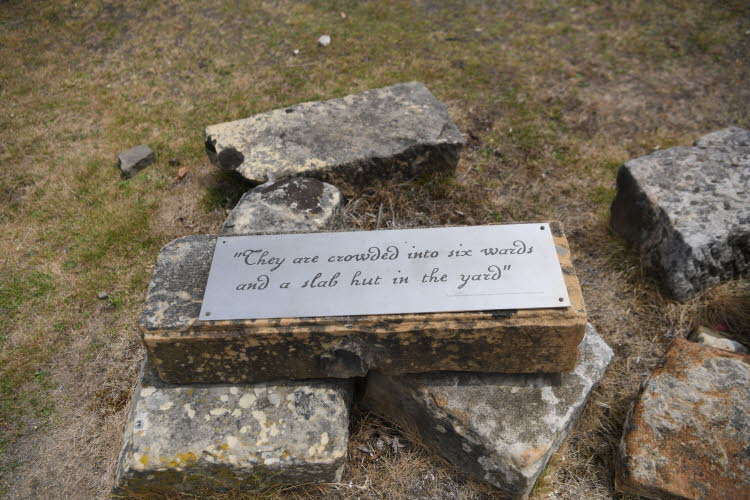 "They are crowded into six wards
and a slab hut in the yard"